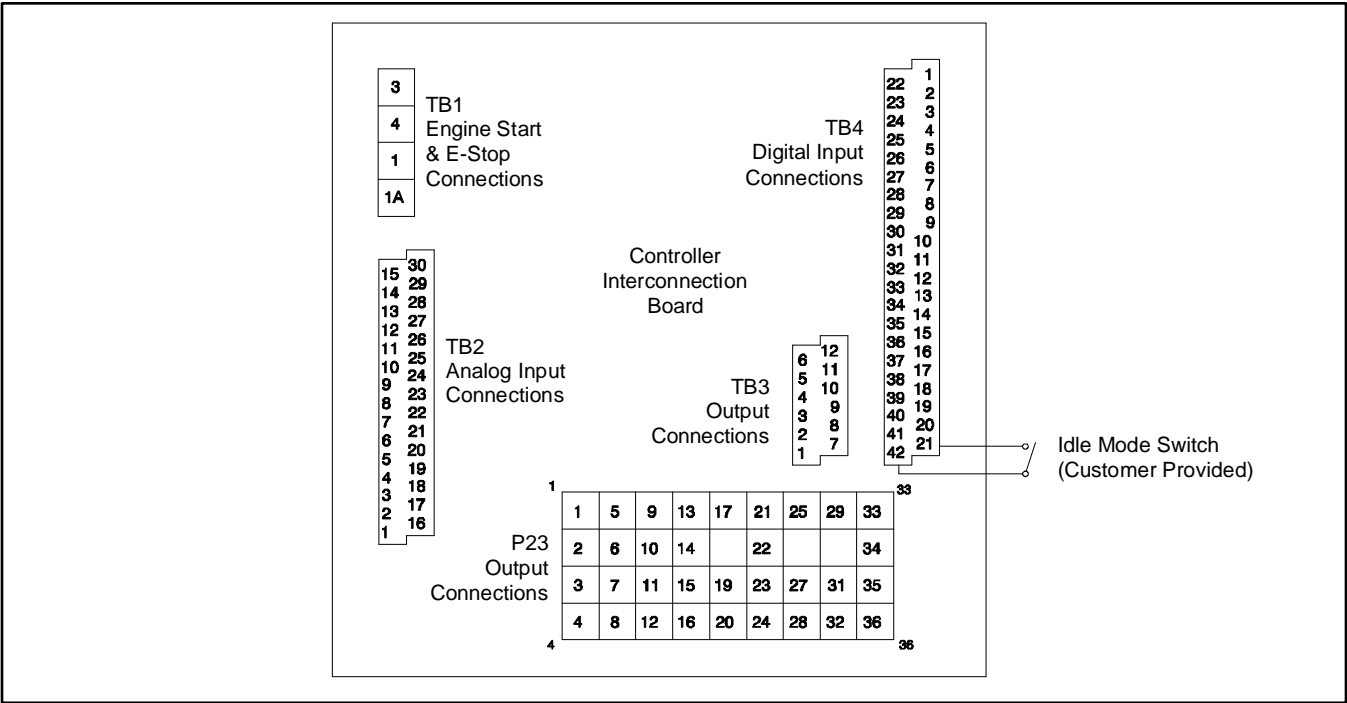 3
4
1
1A
TB1
Engine Start
& E-Stop
Connections
TB4
Digital Input
Connections
22 1
23 2
24 3
25 4
26 5
27 6
28 7
29 8
30 9
31 10
32 11
33 12
34 13
35 14
36 15
37 16
38 17
39 18
40 19
41 20
42 21
Controller
Interconnection
Board
15 30
14 29
13 28
12 27
11 26
10 25
9 24
8 23
7 22
6 21
5 20
4 19
3 18
2 17
1 16
TB2
Analog Input
Connections
TB3
Output
Connections
6 12
5 11
4 10
3 9
2 8
1 7
Idle Mode Switch
(Customer Provided)
1 33
P23
Output
Connections
1 5 9 13 17 21 25 29 33
2 6 10 14 22 34
3 7 11 15 19 23 27 31 35
4 8 12 16 20 24 28 32 36
4 36